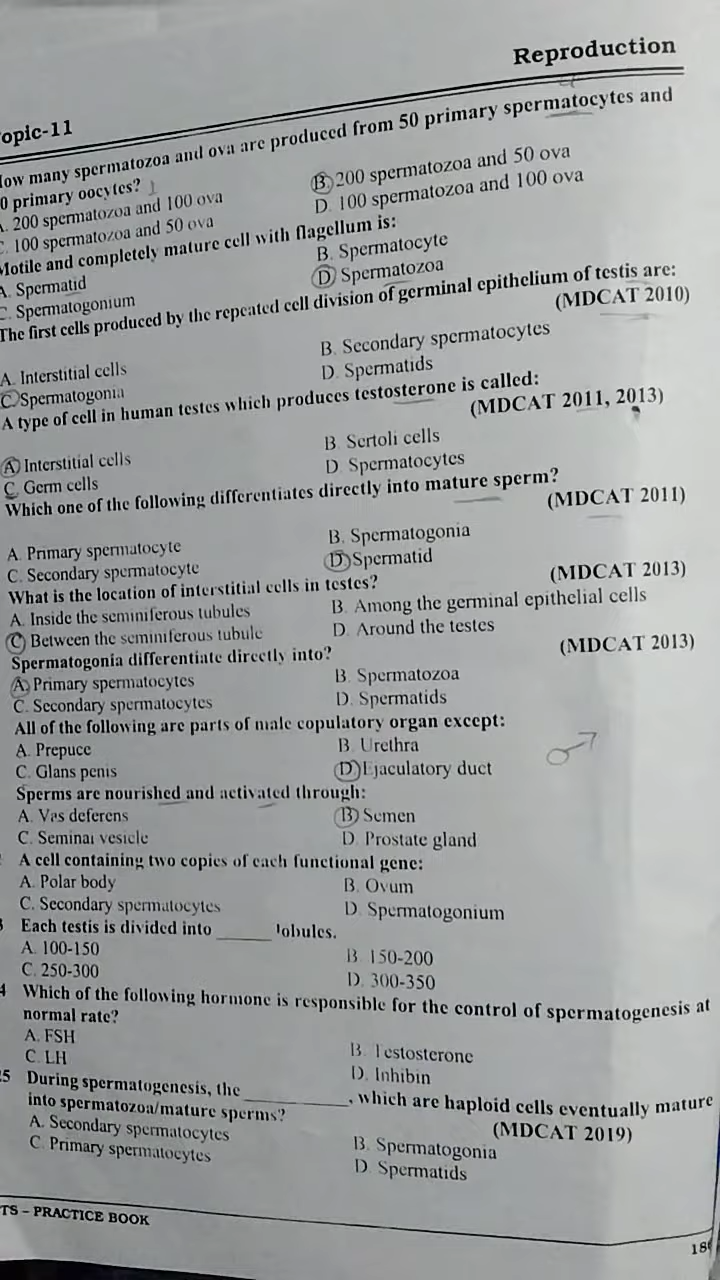 Reproduction
opic-11
ow many spermatozoa and ova are produced from 50 primary spermatocytes and
0 primary oocytes?
. 200 spermatozoa and 100 ova
B. 200 spermatozoa and 50 ova
. 100 spermatozoa and 50 ova
D. 100 spermatozoa and 100 ova
Motile and completely mature cell with flagellum is:
A. Spermatid
B. Spermatocyte
C. Spermatogonium
D Spermatozoa
The first cells produced by the repeated cell division of germinal epithelium of testis are:
(MDCAT 2010)
A. Interstitial cells
B. Secondary spermatocytes
C Spermatogonia
D. Spermatids
A type of cell in human testes which produces testosterone is called:
(MDCAT 2011, 2013)
A Interstitial cells
B Sertoli cells
C. Germ cells
D Spermatocytes
Which one of the following differentiates directly into mature sperm?
(MDCAT 2011)
A. Primary spermatocyte
B. Spermatogonia
C. Secondary spermatocyte
D Spermatid
What is the location of interstitial cells in testes?
(MDCAT 2013)
A. Inside the seminiferous tubules
B. Among the germinal epithelial cells
C Between the seminiferous tubule
D. Around the testes
Spermatogonia differentiate directly into?
(MDCAT 2013)
A. Primary spermatocytes
B. Spermatozoa
C. Secondary spermatocytes
D. Spermatids
All of the following are parts of male copulatory organ except:
A. Prepuce
B Urethra
C. Glans penis
D Ejaculatory duct
Sperms are nourished and activated through:
A. Vas deferens
B Semen
C. Seminal vesicle
D. Prostate gland
A cell containing two copies of each functional gene:
A. Polar body
B. Ovum
C. Secondary spermatocytes
D. Spermatogonium
3 Each testis is divided into ______ lobules.
A. 100-150
B. 150-200
C. 250-300
D. 300-350
4 Which of the following hormone is responsible for the control of spermatogenesis at
normal rate?
A. FSH
B. Testosterone
C. LH
D. Inhibin
25 During spermatogenesis, the __________, which are haploid cells eventually mature
into spermatozoa/mature sperms?
(MDCAT 2019)
A. Secondary spermatocytes
B. Spermatogonia
C. Primary spermatocytes
D. Spermatids
TS – PRACTICE BOOK
18